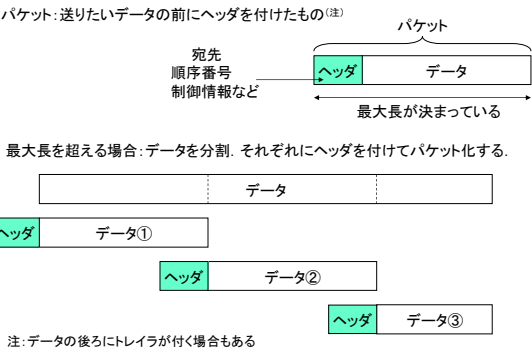 パケット：送りたいデータの前にヘッダを付けたもの(注)
パケット
宛先
順序番号
制御情報など
ヘッダ
データ
最大長が決まっている
最大長を超える場合：データを分割．それぞれにヘッダを付けてパケット化する．
データ
ヘッダ
データ①
ヘッダ
データ②
ヘッダ
データ③
注：データの後ろにトレイラが付く場合もある